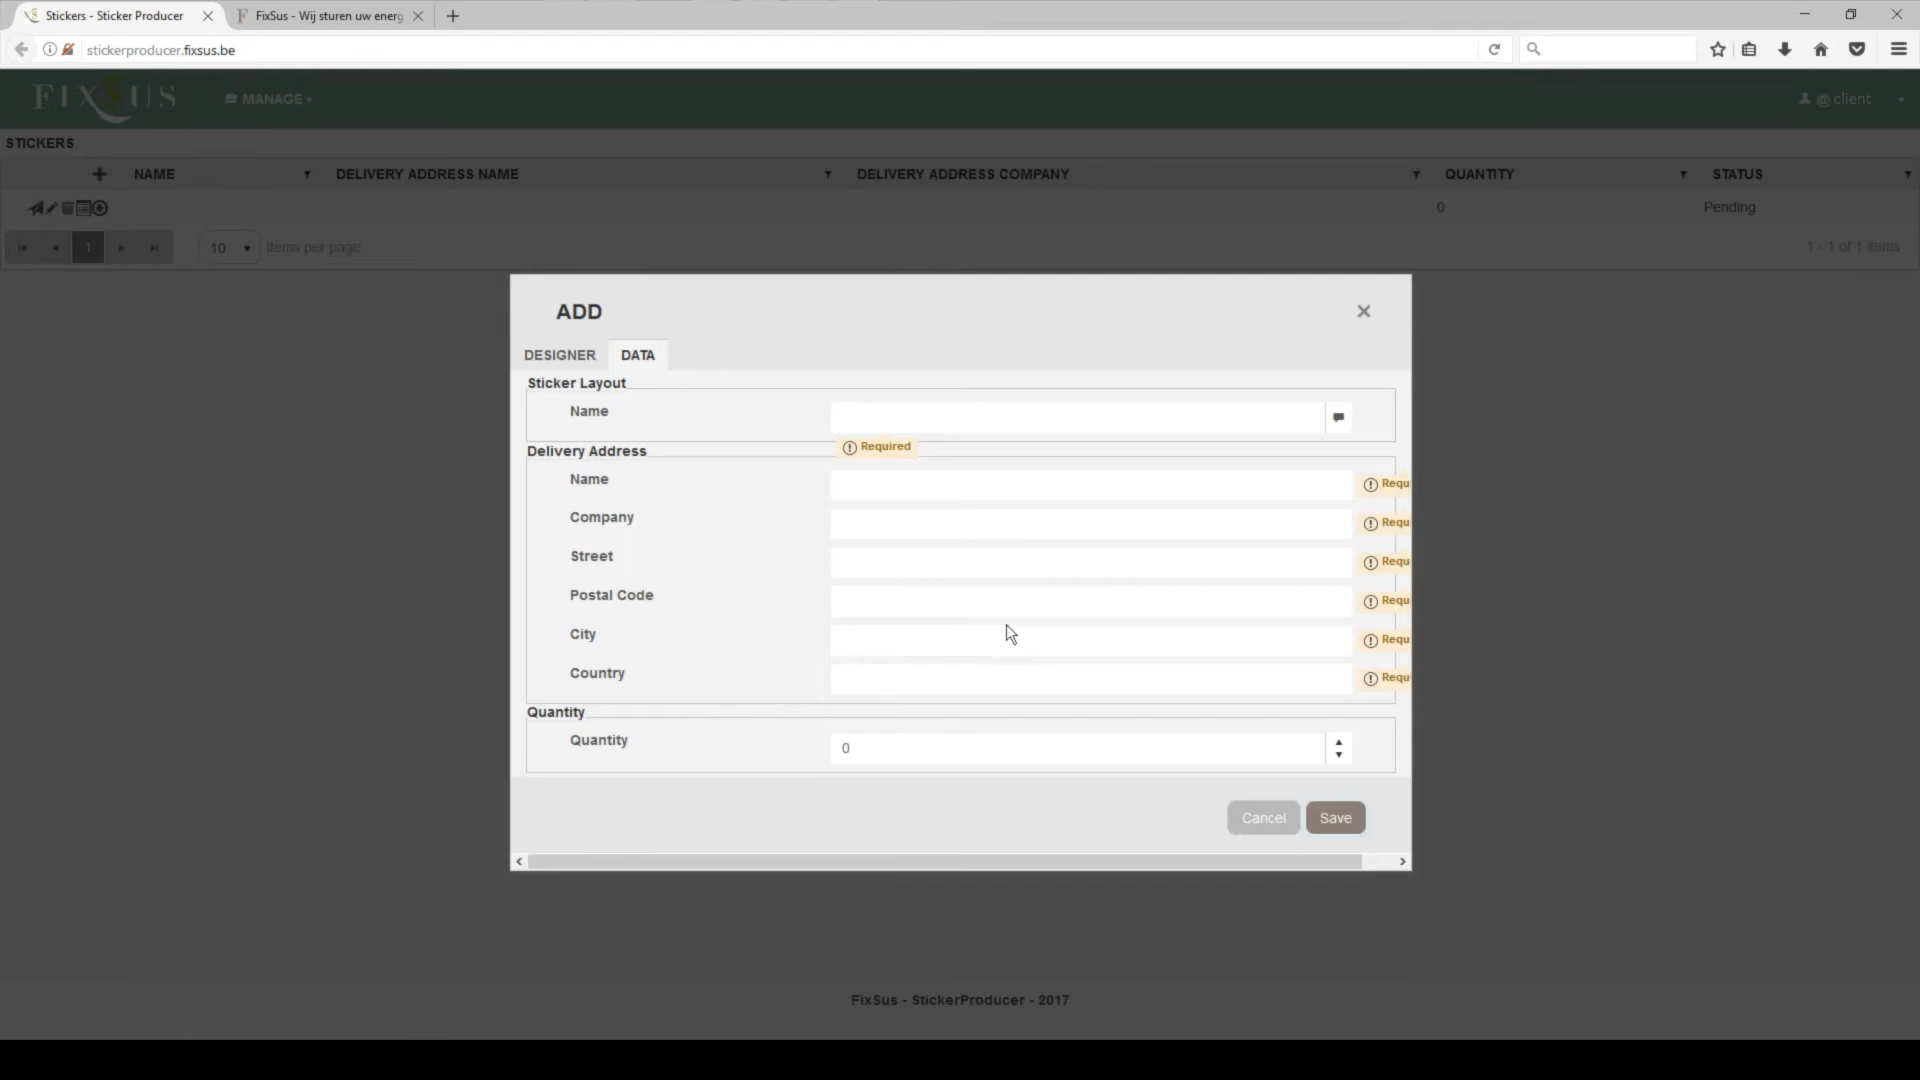 Stickers - Sticker Producer
FixSus - Wij sturen uw energ
stickerproducer.fixsus.be
FIXSUS
MANAGE
@ client
STICKERS
NAME DELIVERY ADDRESS NAME DELIVERY ADDRESS COMPANY QUANTITY STATUS
0 Pending
1 10 items per page 1 - 1 of 1 items
ADD
DESIGNER DATA
Sticker Layout
Name
Required
Delivery Address
Name Requ
Company Requ
Street Requ
Postal Code Requ
City Requ
Country Requ
Quantity
Quantity 0
Cancel Save
FixSus - StickerProducer - 2017